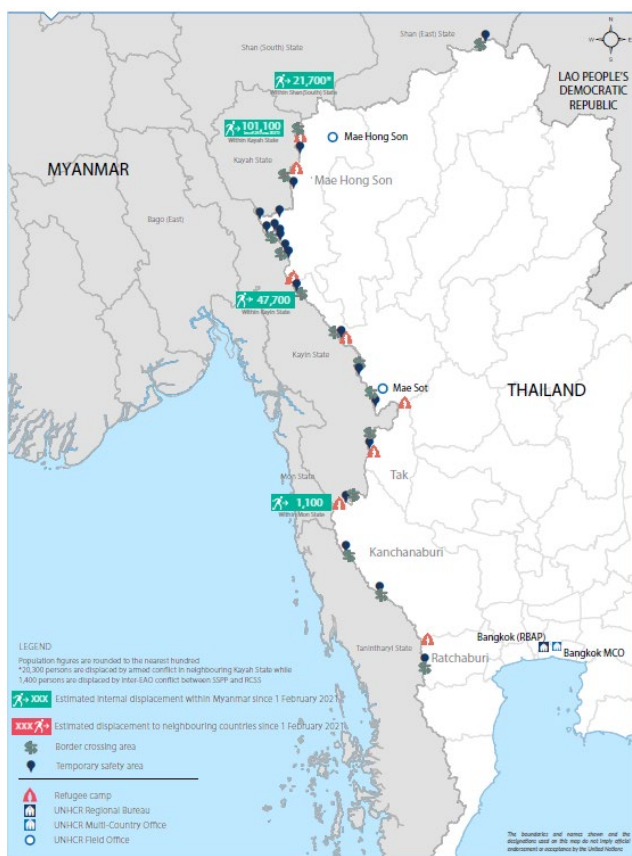 Shan (East) State
N
W
E
S
Shan (South) State
LAO PEOPLE'S
DEMOCRATIC
REPUBLIC
21,700*
Within Shan (South) State
101,100
Within Kayah State
Kayah State
Mae Hong Son
Mae Hong Son
MYANMAR
Bago (East)
47,700
Within Kayin State
Kayin State
Mae Sot
THAILAND
Mon State
Tak
1,100
Within Mon State
Kanchanaburi
Tanintharyi State
Ratchaburi
Bangkok (RBAP)
Bangkok MCO
LEGEND
Population figures are rounded to the nearest hundred
*20,300 persons are displaced by armed conflict in neighbouring Kayah State while
1,400 persons are displaced by Inter-EAO conflict between SSPP and RCSS
XXX Estimated internal displacement within Myanmar since 1 February 2021
XXX Estimated displacement to neighbouring countries since 1 February 2021
Border crossing area
Temporary safety area
Refugee camp
UNHCR Regional Bureau
UNHCR Multi-Country Office
UNHCR Field Office
The boundaries and names shown and the
designations used on this map do not imply official
endorsement or acceptance by the United Nations